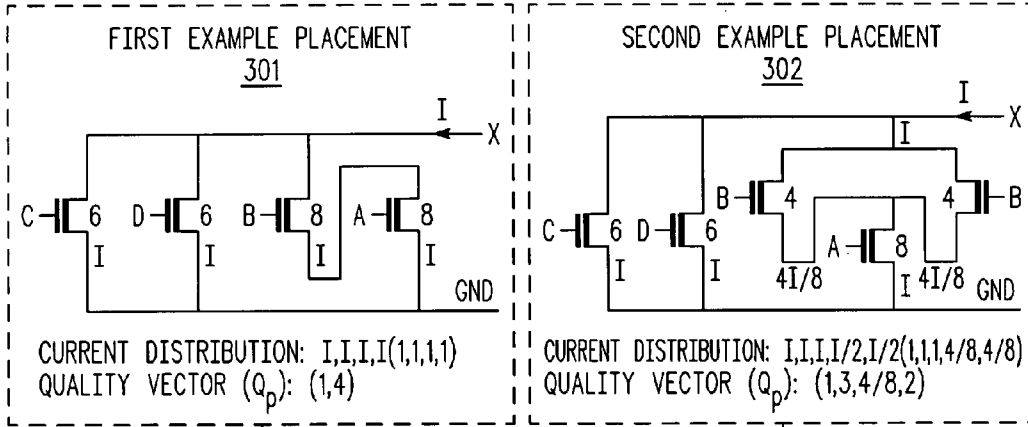 FIRST EXAMPLE PLACEMENT
301
I
X
C
6
D
6
B
8
A
8
I
I
I
I
GND
CURRENT DISTRIBUTION: I,I,I,I(1,1,1,1)
QUALITY VECTOR (Qp): (1,4)
SECOND EXAMPLE PLACEMENT
302
I
X
I
B
4
4
B
C
6
D
6
A
8
I
I
4I/8
I
4I/8
GND
CURRENT DISTRIBUTION: I,I,I,I/2,I/2(1,1,1,4/8,4/8)
QUALITY VECTOR (Qp): (1,3,4/8,2)